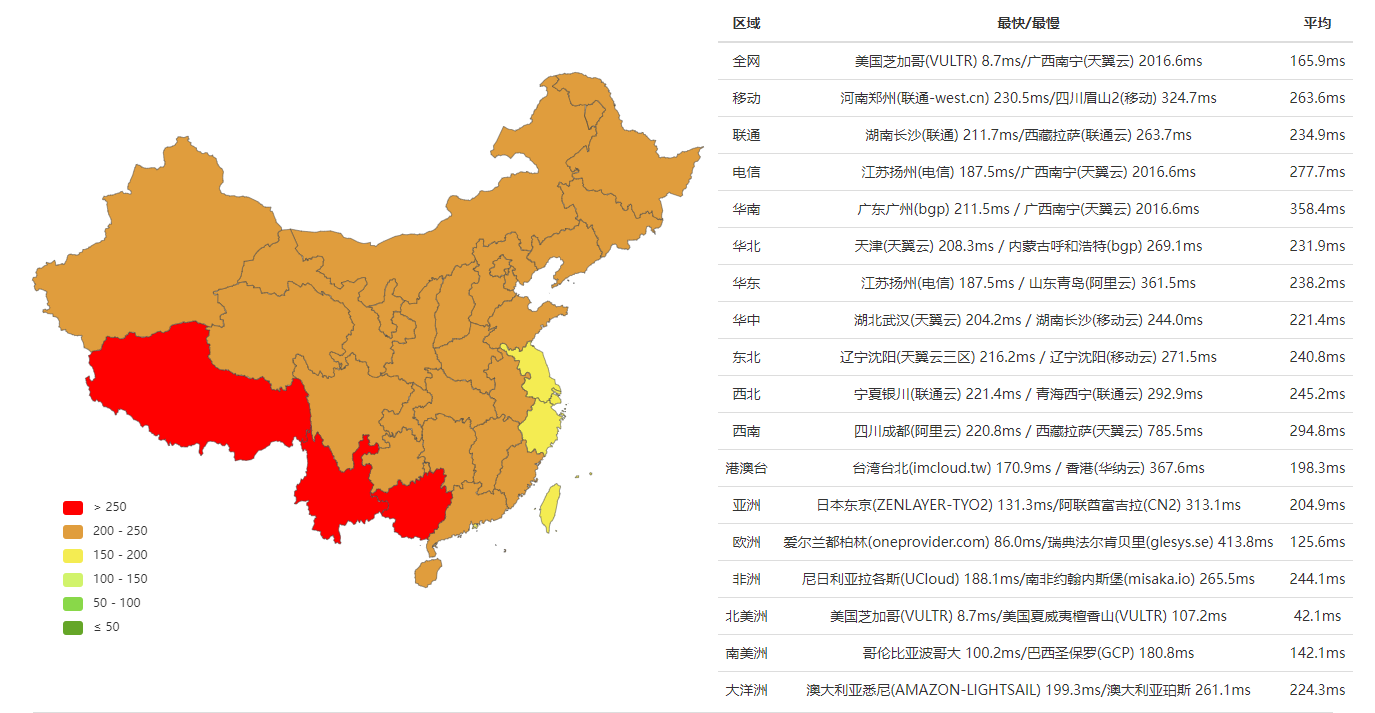 区域 最快/最慢 平均
全网 美国芝加哥(VULTR) 8.7ms/广西南宁(天翼云) 2016.6ms 165.9ms
移动 河南郑州(联通-west.cn) 230.5ms/四川眉山2(移动) 324.7ms 263.6ms
联通 湖南长沙(联通) 211.7ms/西藏拉萨(联通云) 263.7ms 234.9ms
电信 江苏扬州(电信) 187.5ms/广西南宁(天翼云) 2016.6ms 277.7ms
华南 广东广州(bgp) 211.5ms / 广西南宁(天翼云) 2016.6ms 358.4ms
华北 天津(天翼云) 208.3ms / 内蒙古呼和浩特(bgp) 269.1ms 231.9ms
华东 江苏扬州(电信) 187.5ms / 山东青岛(阿里云) 361.5ms 238.2ms
华中 湖北武汉(天翼云) 204.2ms / 湖南长沙(移动云) 244.0ms 221.4ms
东北 辽宁沈阳(天翼云三区) 216.2ms / 辽宁沈阳(移动云) 271.5ms 240.8ms
西北 宁夏银川(联通云) 221.4ms / 青海西宁(联通云) 292.9ms 245.2ms
西南 四川成都(阿里云) 220.8ms / 西藏拉萨(天翼云) 785.5ms 294.8ms
港澳台 台湾台北(imcloud.tw) 170.9ms / 香港(华纳云) 367.6ms 198.3ms
亚洲 日本东京(ZENLAYER-TYO2) 131.3ms/阿联酋富吉拉(CN2) 313.1ms 204.9ms
欧洲 爱尔兰都柏林(oneprovider.com) 86.0ms/瑞典法尔肯贝里(glesys.se) 413.8ms 125.6ms
非洲 尼日利亚拉各斯(UCloud) 188.1ms/南非约翰内斯堡(misaka.io) 265.5ms 244.1ms
北美洲 美国芝加哥(VULTR) 8.7ms/美国夏威夷檀香山(VULTR) 107.2ms 42.1ms
南美洲 哥伦比亚波哥大 100.2ms/巴西圣保罗(GCP) 180.8ms 142.1ms
大洋洲 澳大利亚悉尼(AMAZON-LIGHTSAIL) 199.3ms/澳大利亚珀斯 261.1ms 224.3ms
> 250
200 - 250
150 - 200
100 - 150
50 - 100
≤ 50